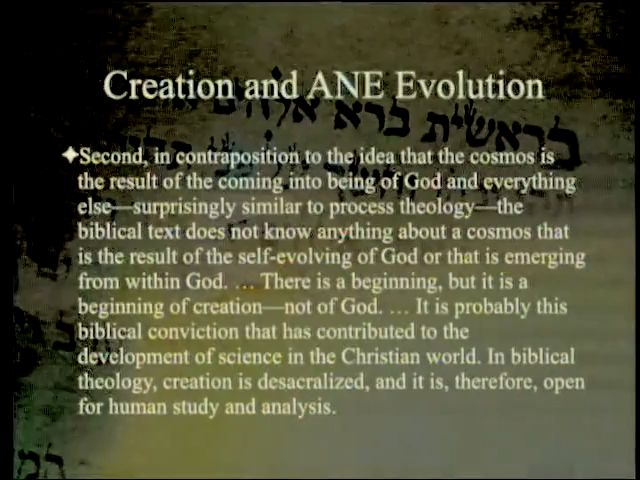 Creation and ANE Evolution
✦Second, in contraposition to the idea that the cosmos is
the result of the coming into being of God and everything
else—surprisingly similar to process theology—the
biblical text does not know anything about a cosmos that
is the result of the self-evolving of God or that is emerging
from within God. … There is a beginning, but it is a
beginning of creation—not of God. … It is probably this
biblical conviction that has contributed to the
development of science in the Christian world. In biblical
theology, creation is desacralized, and it is, therefore, open
for human study and analysis.
בראשית ברא אלהים